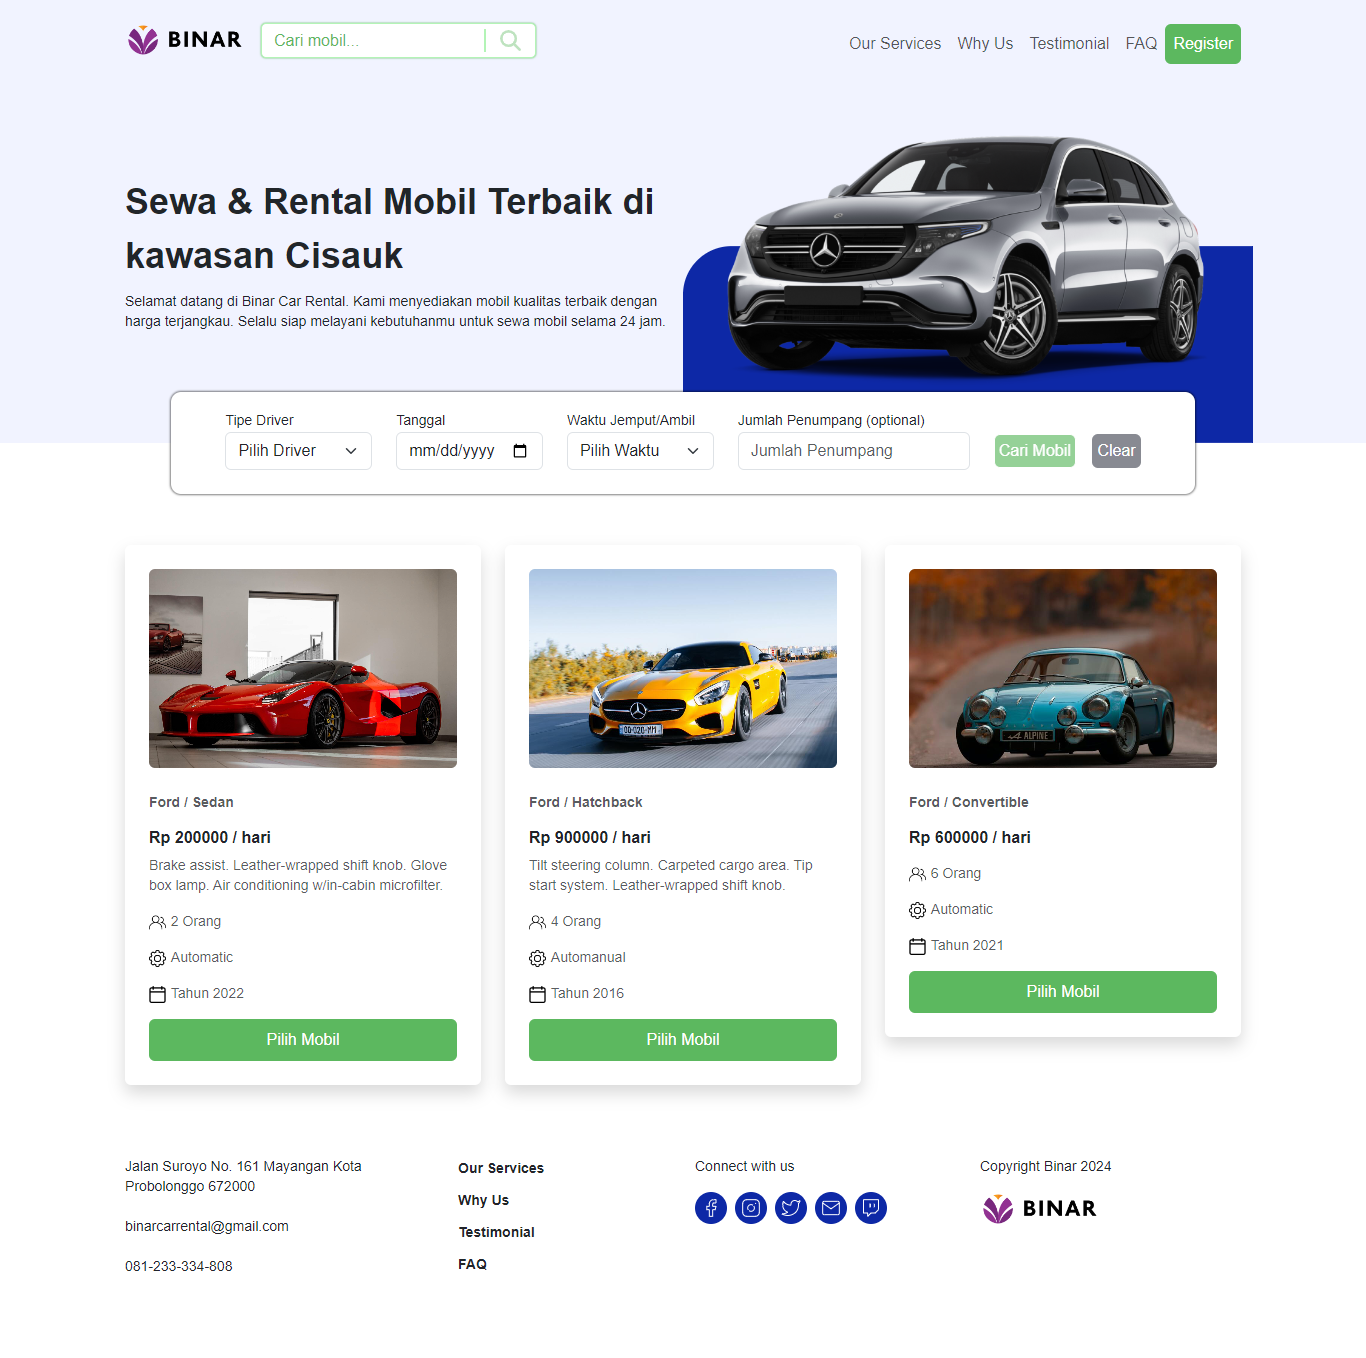 BINAR
Cari mobil...
Our Services
Why Us
Testimonial
FAQ
Register
Sewa & Rental Mobil Terbaik di
kawasan Cisauk
Selamat datang di Binar Car Rental. Kami menyediakan mobil kualitas terbaik dengan
harga terjangkau. Selalu siap melayani kebutuhanmu untuk sewa mobil selama 24 jam.
Tipe Driver
Pilih Driver
Tanggal
mm/dd/yyyy
Waktu Jemput/Ambil
Pilih Waktu
Jumlah Penumpang (optional)
Jumlah Penumpang
Cari Mobil
Clear
Ford / Sedan
Rp 200000 / hari
Brake assist. Leather-wrapped shift knob. Glove
box lamp. Air conditioning w/in-cabin microfilter.
2 Orang
Automatic
Tahun 2022
Pilih Mobil
Ford / Hatchback
Rp 900000 / hari
Tilt steering column. Carpeted cargo area. Tip
start system. Leather-wrapped shift knob.
4 Orang
Automanual
Tahun 2016
Pilih Mobil
ALPINE
Ford / Convertible
Rp 600000 / hari
6 Orang
Automatic
Tahun 2021
Pilih Mobil
Jalan Suroyo No. 161 Mayangan Kota
Probolonggo 672000
binarcarrental@gmail.com
081-233-334-808
Our Services
Why Us
Testimonial
FAQ
Connect with us
Copyright Binar 2024
BINAR